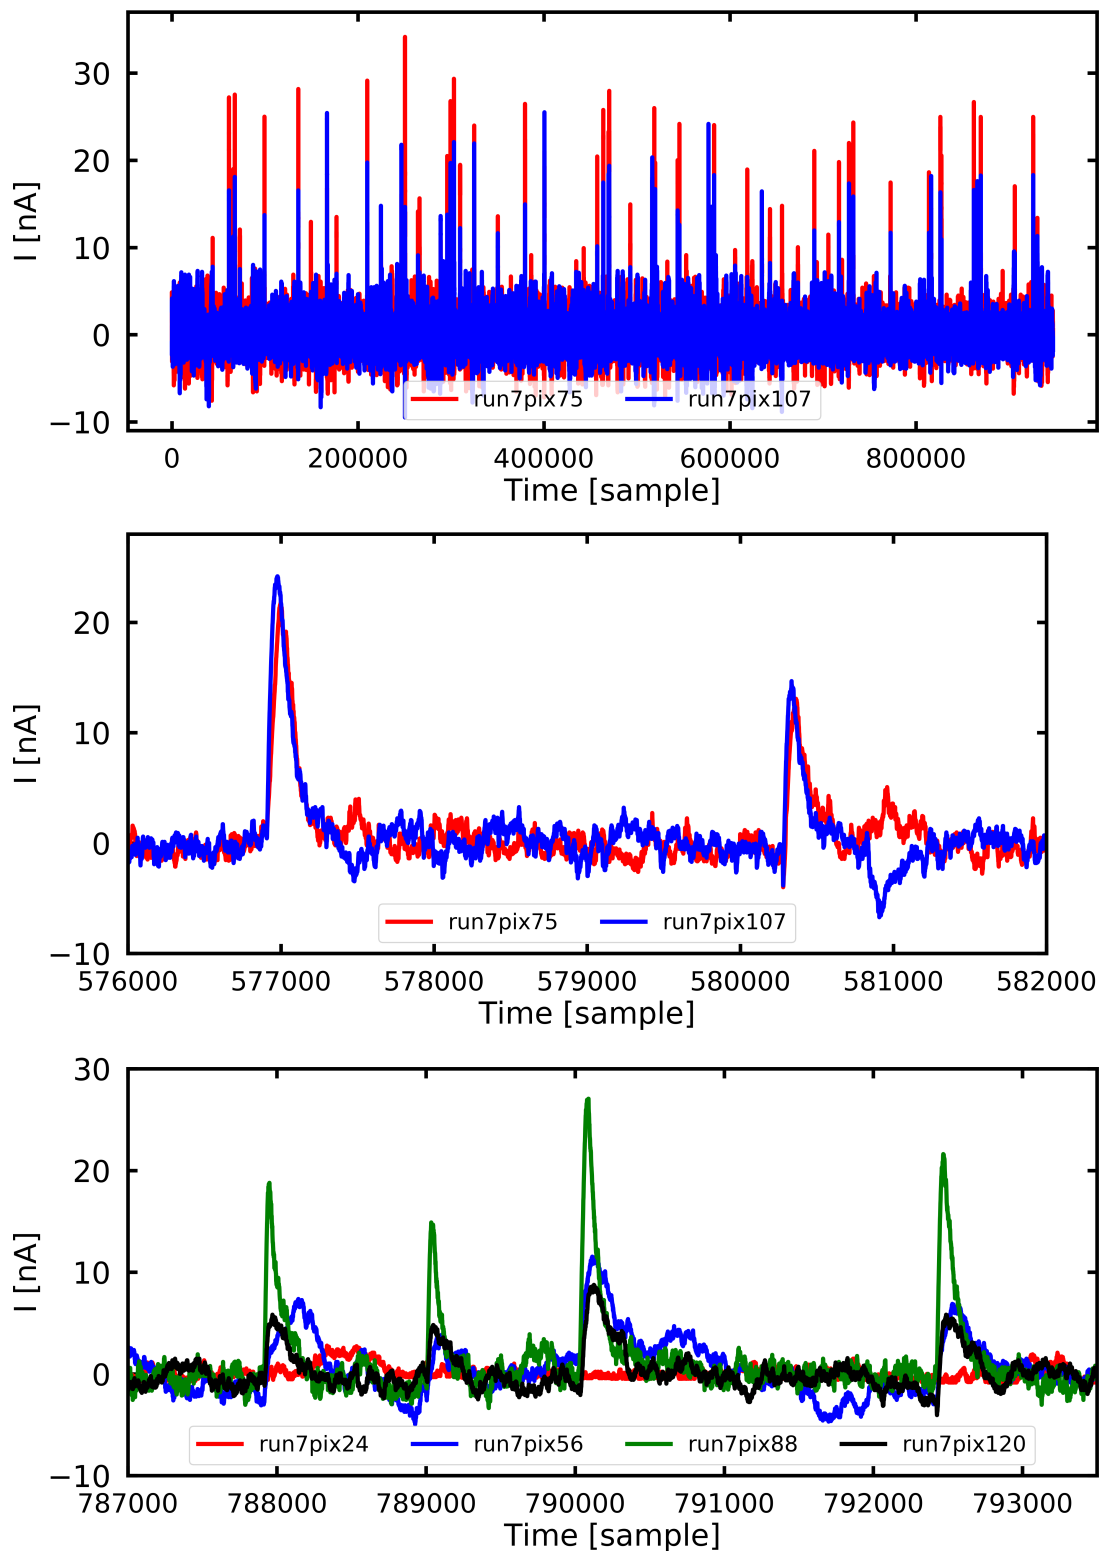 30
20
10
0
−10
I [nA]
run7pix75 run7pix107
0 200000 400000 600000 800000
Time [sample]
20
10
0
−10
I [nA]
run7pix75 run7pix107
576000 577000 578000 579000 580000 581000 582000
Time [sample]
30
20
10
0
−10
I [nA]
run7pix24 run7pix56 run7pix88 run7pix120
787000 788000 789000 790000 791000 792000 793000
Time [sample]